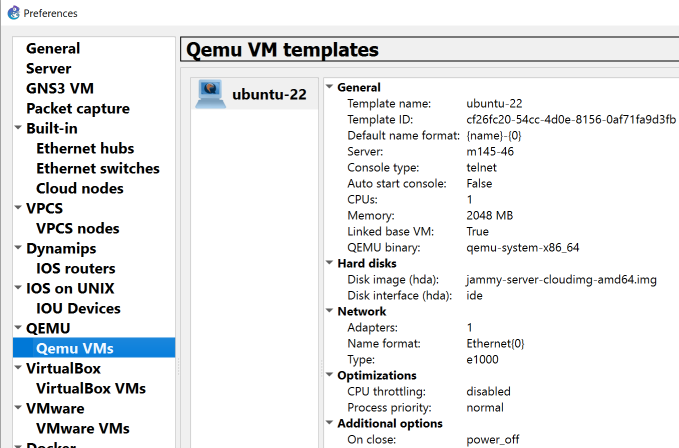 Preferences
General
Server
GNS3 VM
Packet capture
Built-in
Ethernet hubs
Ethernet switches
Cloud nodes
VPCS
VPCS nodes
Dynamips
IOS routers
IOS on UNIX
IOU Devices
QEMU
Qemu VMs
VirtualBox
VirtualBox VMs
VMware
VMware VMs
Docker
Qemu VM templates
ubuntu-22
General
Template name: ubuntu-22
Template ID: cf26fc20-54cc-4d0e-8156-0af71fa9d3fb
Default name format: {name}-{0}
Server: m145-46
Console type: telnet
Auto start console: False
CPUs: 1
Memory: 2048 MB
Linked base VM: True
QEMU binary: qemu-system-x86_64
Hard disks
Disk image (hda): jammy-server-cloudimg-amd64.img
Disk interface (hda): ide
Network
Adapters: 1
Name format: Ethernet{0}
Type: e1000
Optimizations
CPU throttling: disabled
Process priority: normal
Additional options
On close: power_off